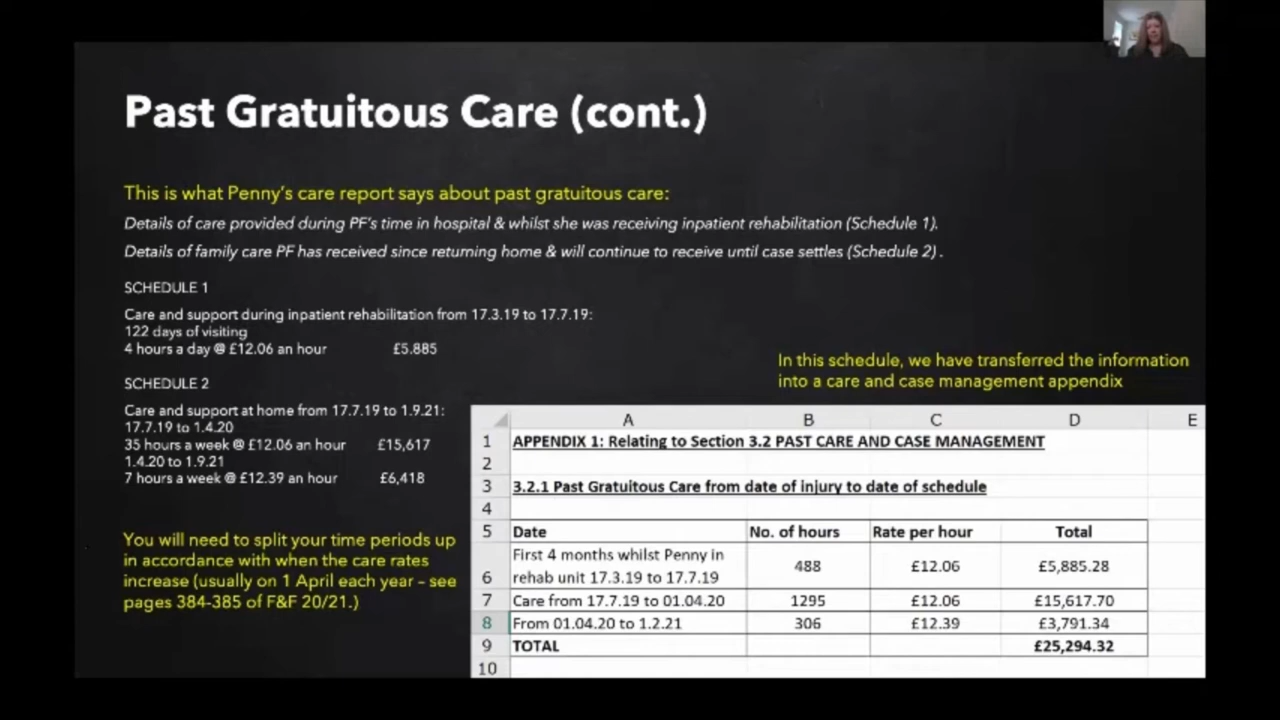 Past Gratuitous Care (cont.)
This is what Penny's care report says about past gratuitous care:
Details of care provided during PF's time in hospital & whilst she was receiving inpatient rehabilitation (Schedule 1).
Details of family care PF has received since returning home & will continue to receive until case settles (Schedule 2) .
SCHEDULE 1
Care and support during inpatient rehabilitation from 17.3.19 to 17.7.19:
122 days of visiting
4 hours a day @ £12.06 an hour £5.885
SCHEDULE 2
Care and support at home from 17.7.19 to 1.9.21:
17.7.19 to 1.4.20
35 hours a week @ £12.06 an hour £15,617
1.4.20 to 1.9.21
7 hours a week @ £12.39 an hour £6,418
You will need to split your time periods up
in accordance with when the care rates
increase (usually on 1 April each year – see
pages 384-385 of F&F 20/21.)
In this schedule, we have transferred the information
into a care and case management appendix
A B C D E
1 APPENDIX 1: Relating to Section 3.2 PAST CARE AND CASE MANAGEMENT
2
3 3.2.1 Past Gratuitous Care from date of injury to date of schedule
4
5 Date No. of hours Rate per hour Total
First 4 months whilst Penny in
6 rehab unit 17.3.19 to 17.7.19 488 £12.06 £5,885.28
7 Care from 17.7.19 to 01.04.20 1295 £12.06 £15,617.70
8 From 01.04.20 to 1.2.21 306 £12.39 £3,791.34
9 TOTAL £25,294.32
10